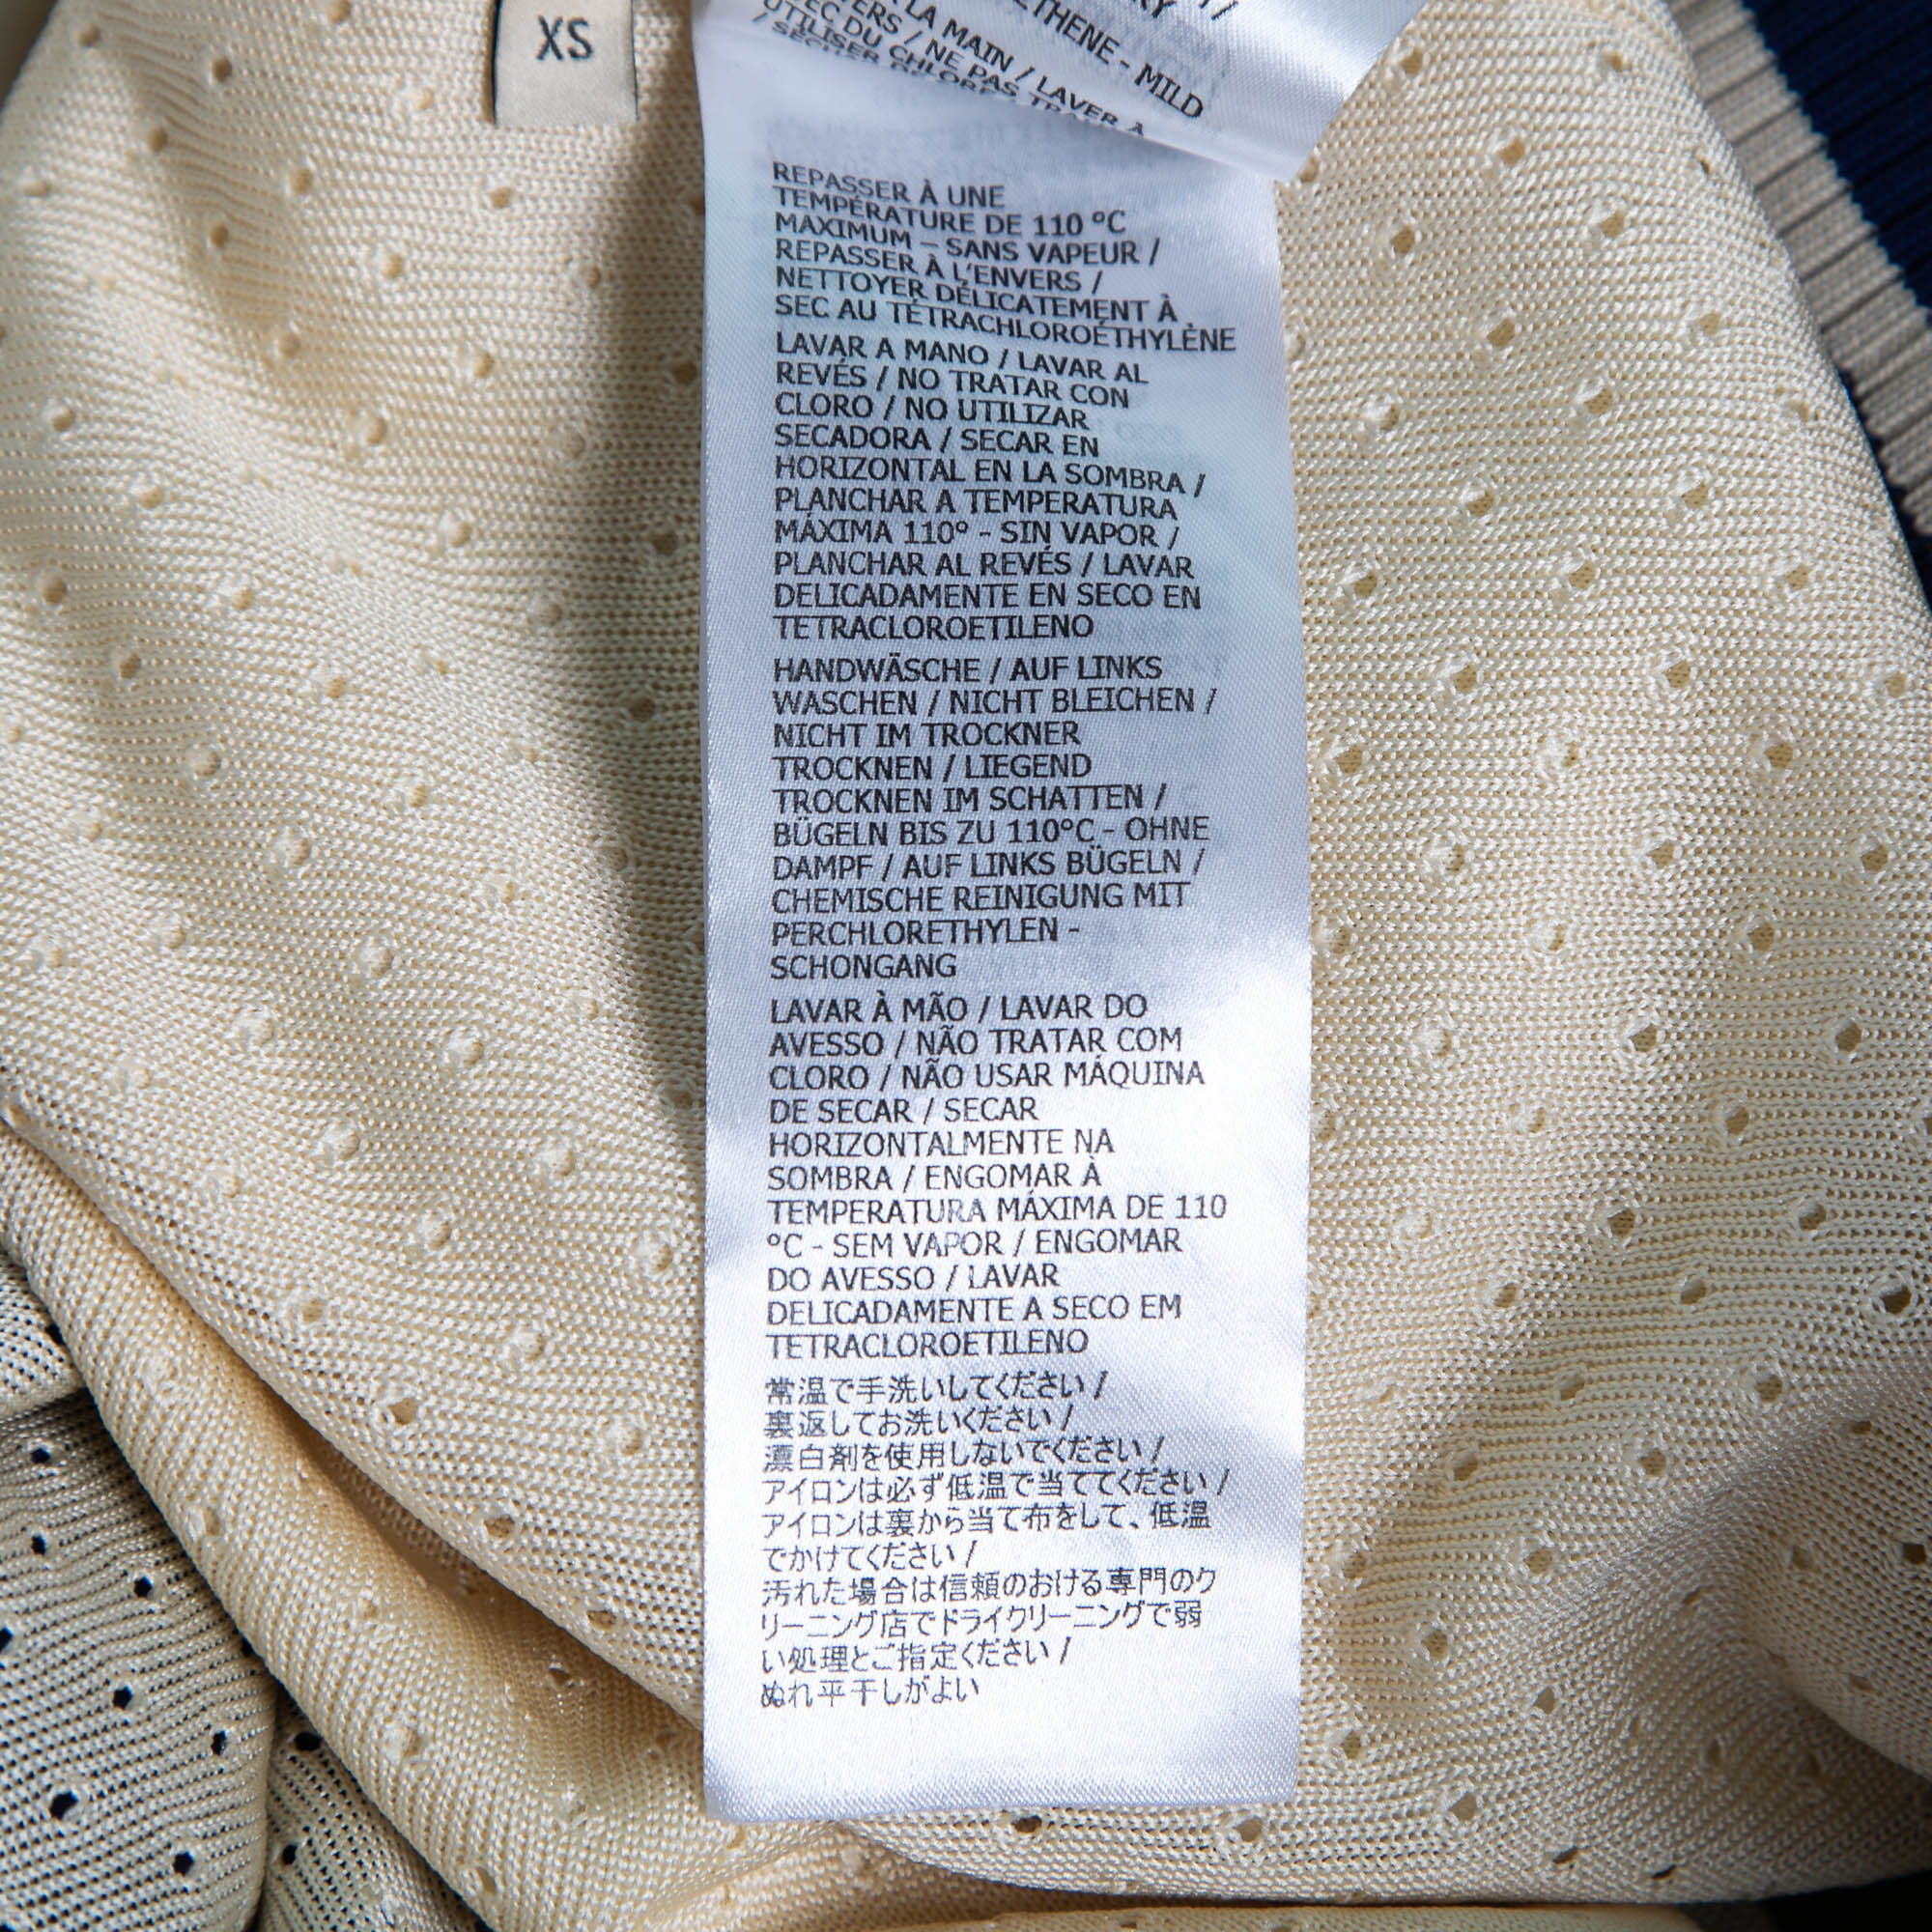 XS
ETHENE - MILD
LA MAIN / LAVER À
/ NE PAS
DU CHLORE
REPASSER À UNE
TEMPÉRATURE DE 110 °C
MAXIMUM – SANS VAPEUR /
REPASSER À L'ENVERS /
NETTOYER DÉLICATEMENT À
SEC AU TÉTRACHLOROÉTHYLÈNE
LAVAR A MANO / LAVAR AL
REVÉS / NO TRATAR CON
CLORO / NO UTILIZAR
SECADORA / SECAR EN
HORIZONTAL EN LA SOMBRA /
PLANCHAR A TEMPERATURA
MÁXIMA 110° - SIN VAPOR /
PLANCHAR AL REVÉS / LAVAR
DELICADAMENTE EN SECO EN
TETRACLOROETILENO
HANDWÄSCHE / AUF LINKS
WASCHEN / NICHT BLEICHEN /
NICHT IM TROCKNER
TROCKNEN / LIEGEND
TROCKNEN IM SCHATTEN /
BÜGELN BIS ZU 110°C - OHNE
DAMPF / AUF LINKS BÜGELN /
CHEMISCHE REINIGUNG MIT
PERCHLORETHYLEN -
SCHONGANG
LAVAR À MÃO / LAVAR DO
AVESSO / NÃO TRATAR COM
CLORO / NÃO USAR MÁQUINA
DE SECAR / SECAR
HORIZONTALMENTE NA
SOMBRA / ENGOMAR À
TEMPERATURA MÁXIMA DE 110
°C - SEM VAPOR / ENGOMAR
DO AVESSO / LAVAR
DELICADAMENTE A SECO EM
TETRACLOROETILENO
常温で手洗いしてください /
裏返してお洗いください /
漂白剤を使用しないでください /
アイロンは必ず低温で当ててください /
アイロンは裏から当て布をして、低温
でかけてください /
汚れた場合は信頼のおける専門のク
リーニング店でドライクリーニングで弱
い処理とご指定ください /
ぬれ平干しがよい